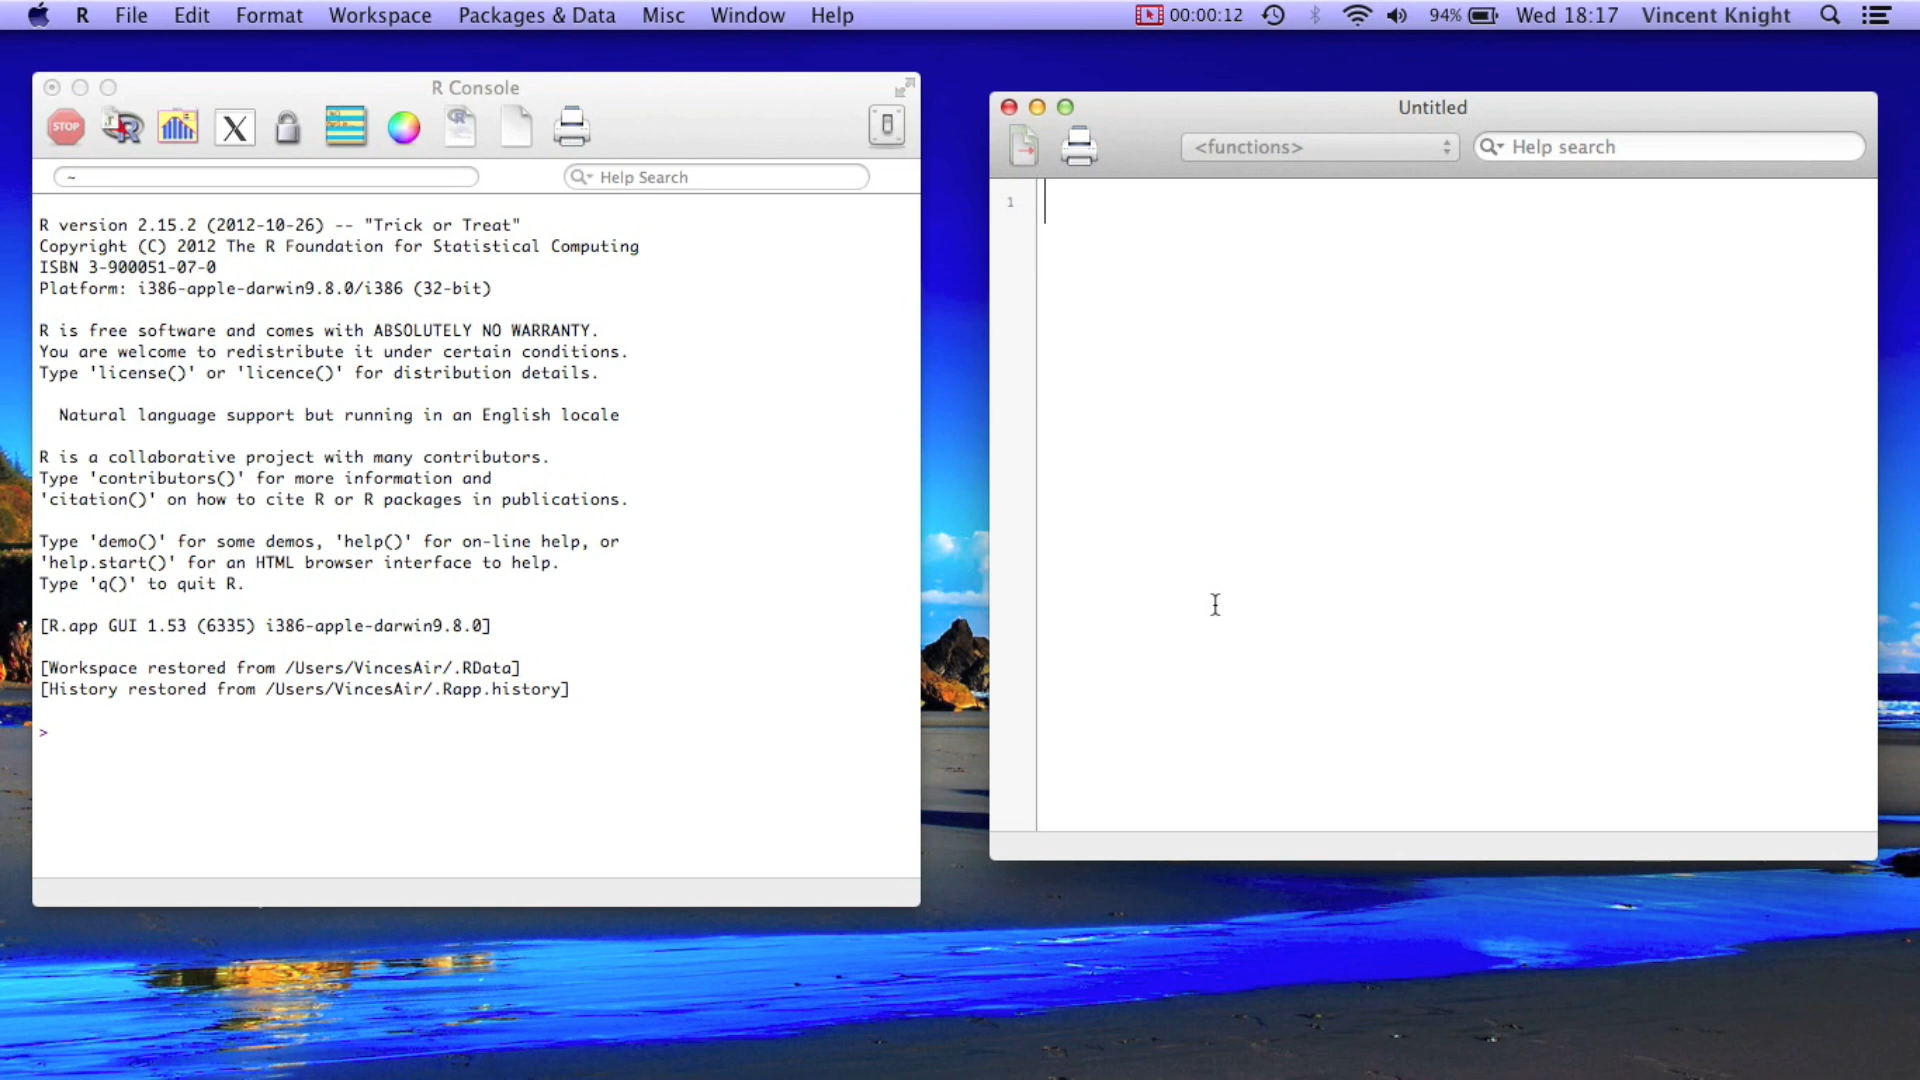 R File Edit Format Workspace Packages & Data Misc Window Help 00:00:12 94% Wed 18:17 Vincent Knight
R Console
STOP
X
~
Help Search
R version 2.15.2 (2012-10-26) -- "Trick or Treat"
Copyright (C) 2012 The R Foundation for Statistical Computing
ISBN 3-900051-07-0
Platform: i386-apple-darwin9.8.0/i386 (32-bit)
R is free software and comes with ABSOLUTELY NO WARRANTY.
You are welcome to redistribute it under certain conditions.
Type 'license()' or 'licence()' for distribution details.
Natural language support but running in an English locale
R is a collaborative project with many contributors.
Type 'contributors()' for more information and
'citation()' on how to cite R or R packages in publications.
Type 'demo()' for some demos, 'help()' for on-line help, or
'help.start()' for an HTML browser interface to help.
Type 'q()' to quit R.
[R.app GUI 1.53 (6335) i386-apple-darwin9.8.0]
[Workspace restored from /Users/VincesAir/.RData]
[History restored from /Users/VincesAir/.Rapp.history]
>
Untitled
<functions>
Help search
1